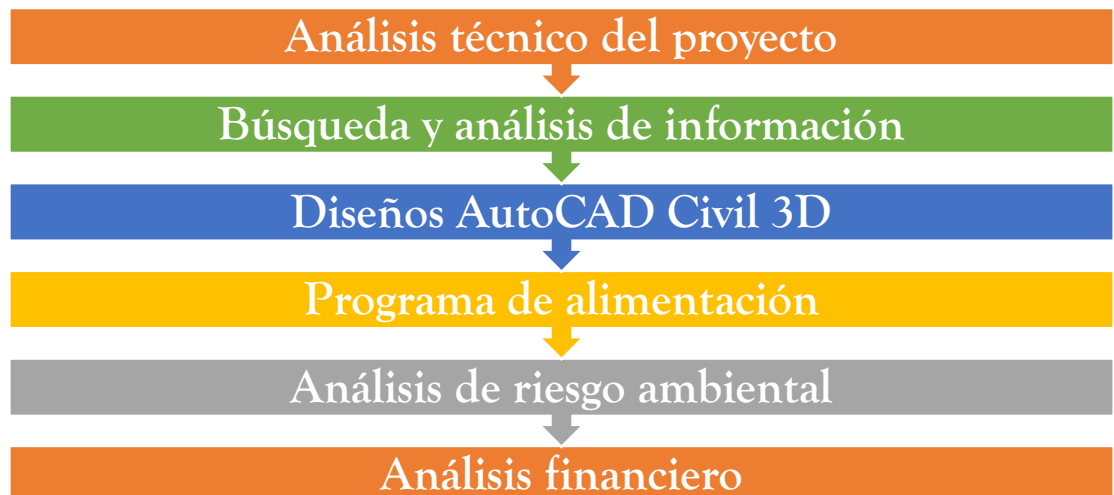 Análisis técnico del proyecto
Búsqueda y análisis de información
Diseños AutoCAD Civil 3D
Programa de alimentación
Análisis de riesgo ambiental
Análisis financiero